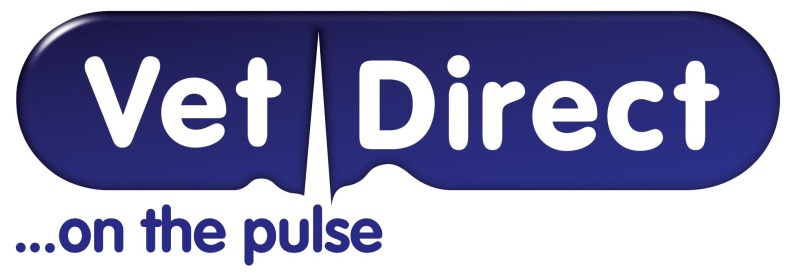 Vet Direct
...on the pulse